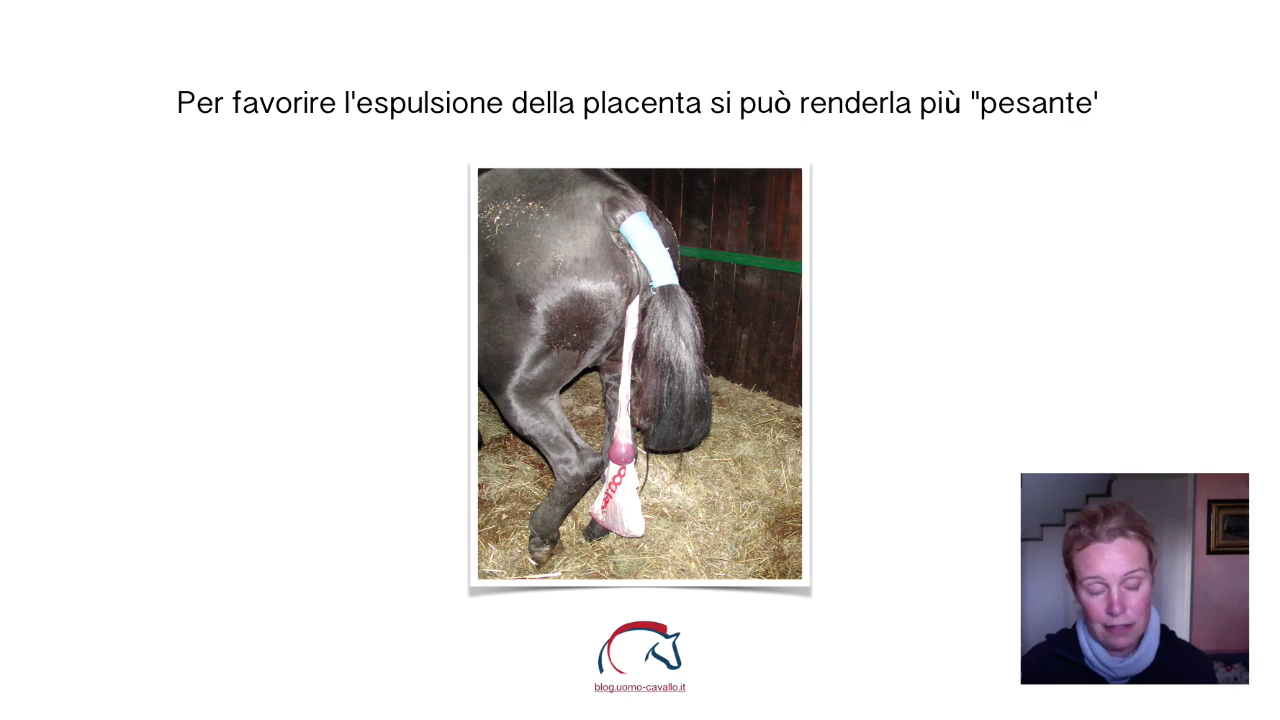 Per favorire l'espulsione della placenta si può renderla più "pesante'
blog.uomo-cavallo.it